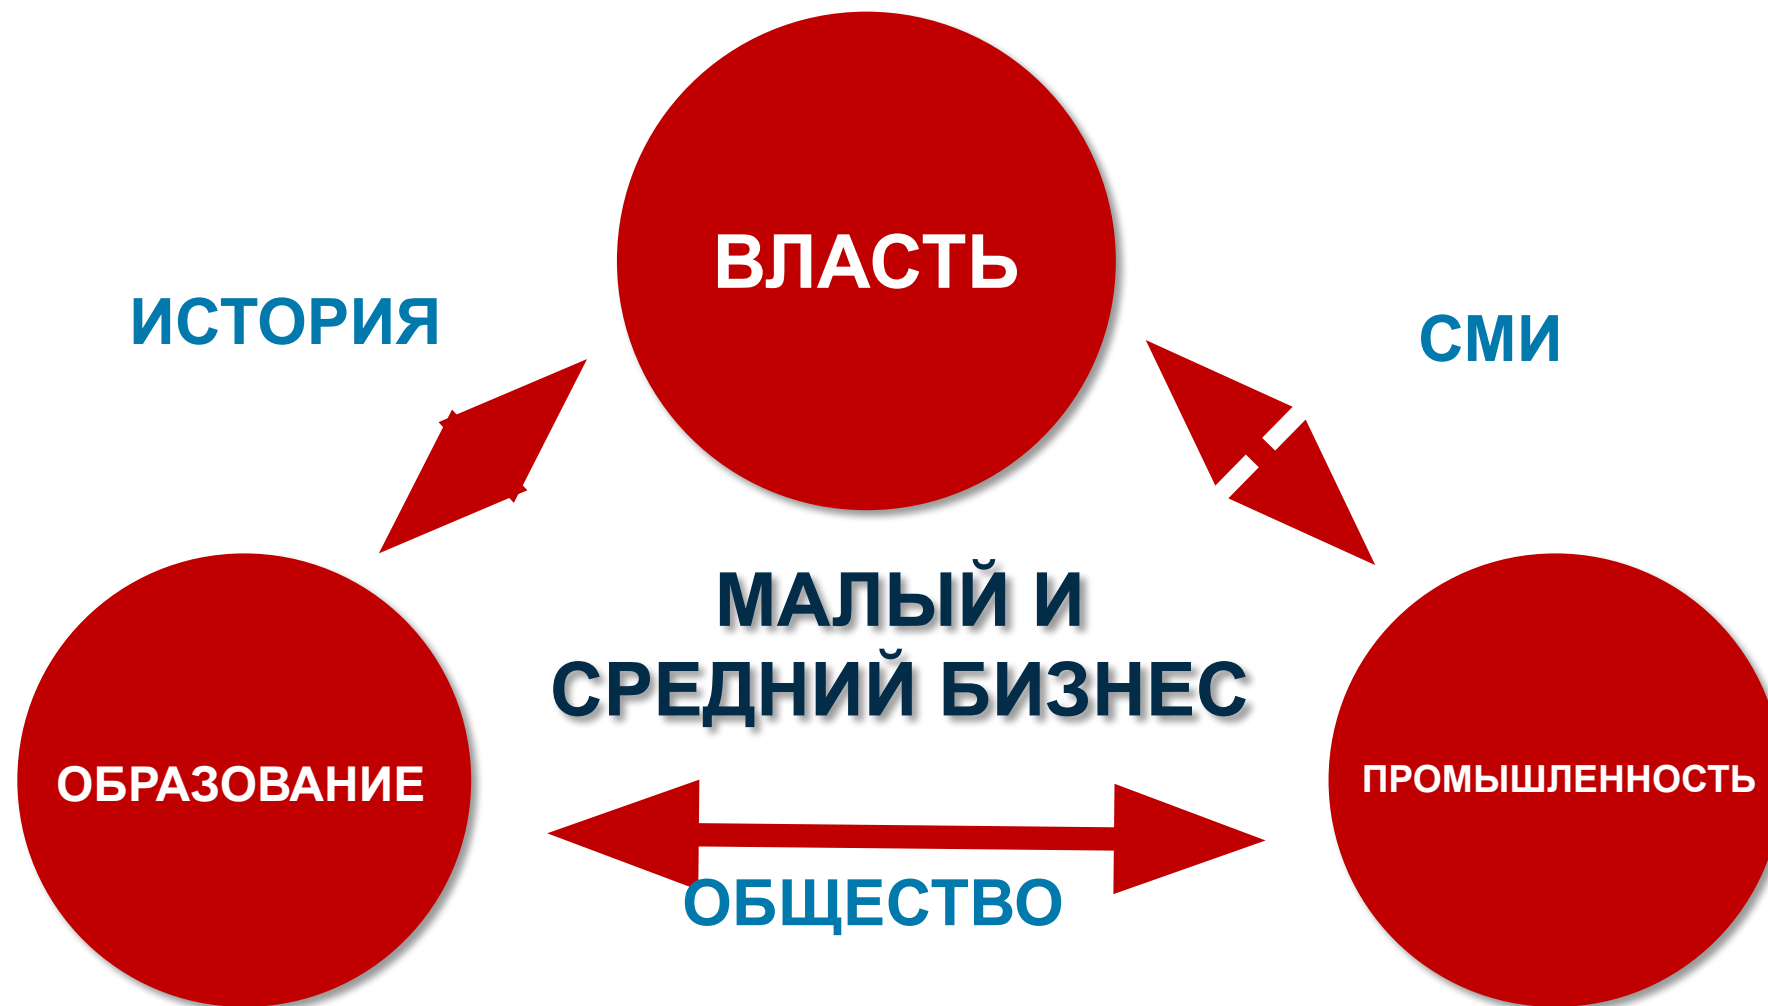 ВЛАСТЬ
ИСТОРИЯ
СМИ
МАЛЫЙ И
СРЕДНИЙ БИЗНЕС
ОБРАЗОВАНИЕ
ПРОМЫШЛЕННОСТЬ
ОБЩЕСТВО